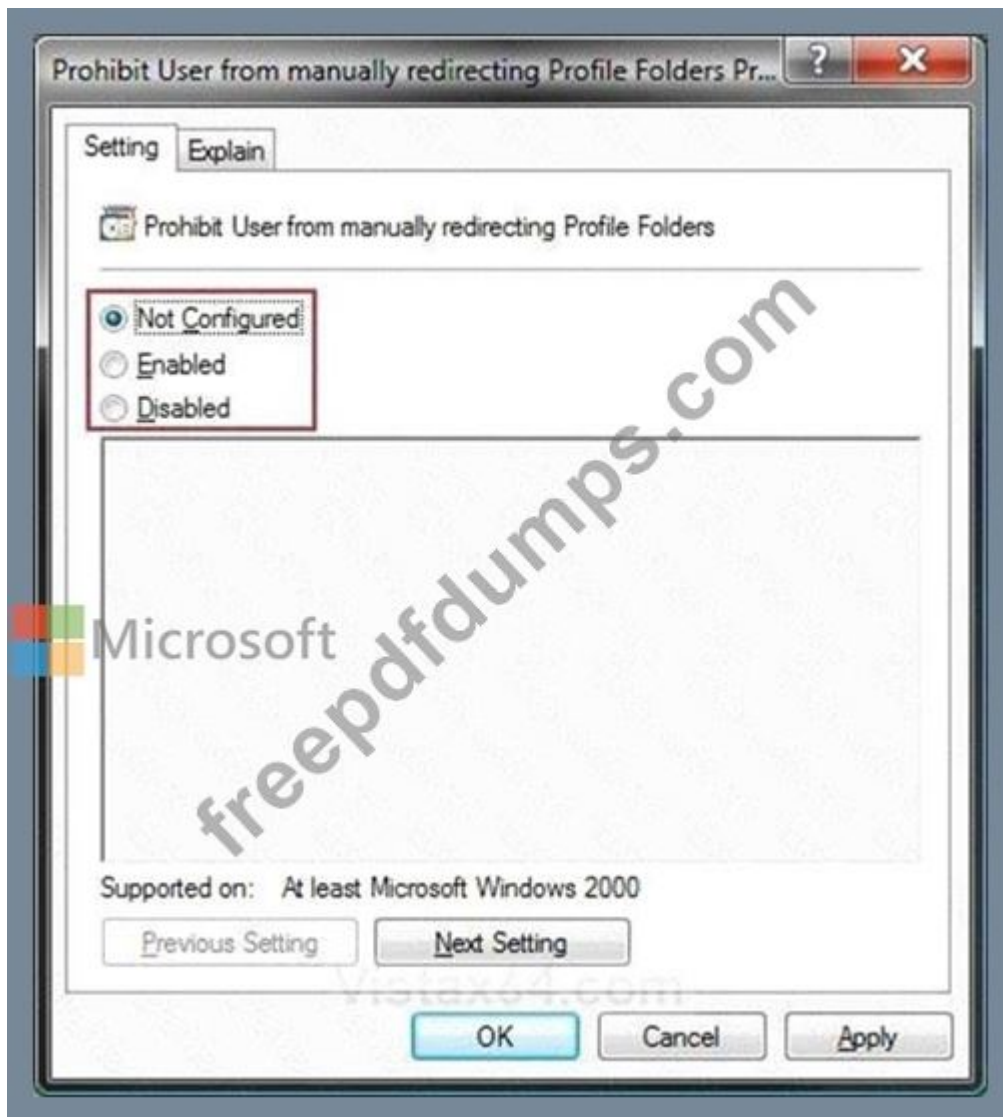 Prohibit User from manually redirecting Profile Folders Pr...
Setting
Explain
Prohibit User from manually redirecting Profile Folders
Not Configured
Enabled
Disabled
Microsoft
freepdfdumps.com
Supported on: At least Microsoft Windows 2000
Previous Setting
Next Setting
Vistax64.com
OK
Cancel
Apply